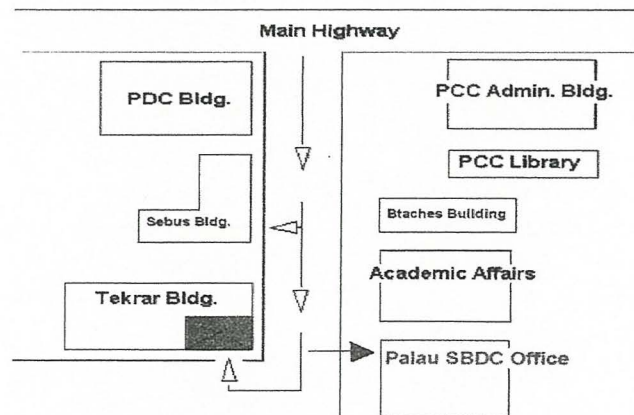 Main Highway
PDC Bldg.
PCC Admin. Bldg.
PCC Library
Sebus Bldg.
Btaches Building
Academic Affairs
Tekrar Bldg.
Palau SBDC Office